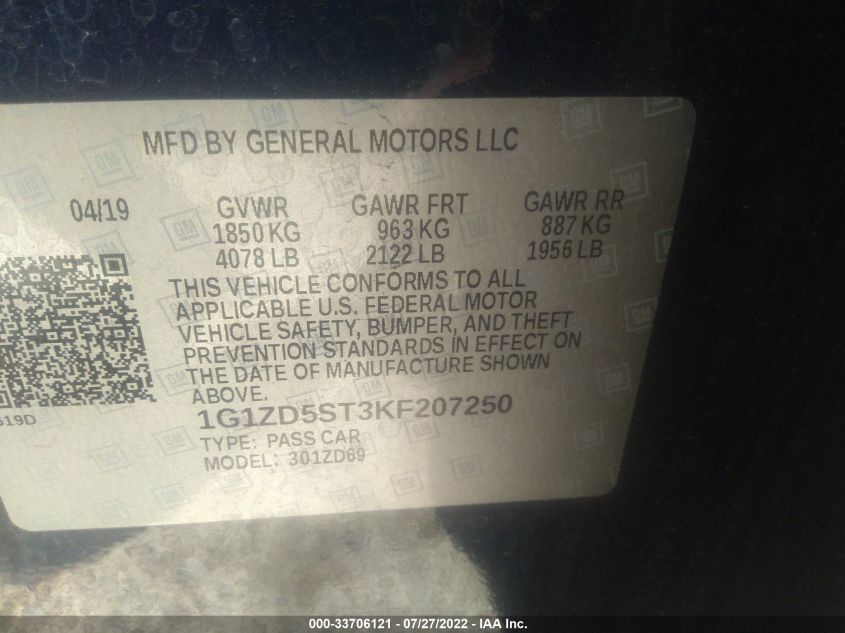 MFD BY GENERAL MOTORS LLC
04/19 GVWR GAWR FRT GAWR RR
1850 KG 963 KG 887 KG
4078 LB 2122 LB 1956 LB
THIS VEHICLE CONFORMS TO ALL
APPLICABLE U.S. FEDERAL MOTOR
VEHICLE SAFETY, BUMPER, AND THEFT
PREVENTION STANDARDS IN EFFECT ON
THE DATE OF MANUFACTURE SHOWN
ABOVE.
619D
1G1ZD5ST3KF207250
TYPE: PASS CAR
MODEL: 301ZD69
000-33706121 - 07/27/2022 - IAA Inc.